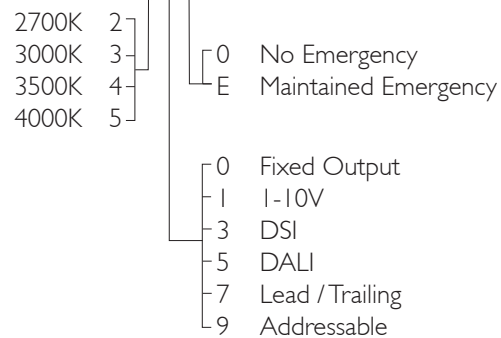 2700K 2
3000K 3
3500K 4
4000K 5
0 No Emergency
E Maintained Emergency
0 Fixed Output
1 1-10V
3 DSI
5 DALI
7 Lead / Trailing
9 Addressable